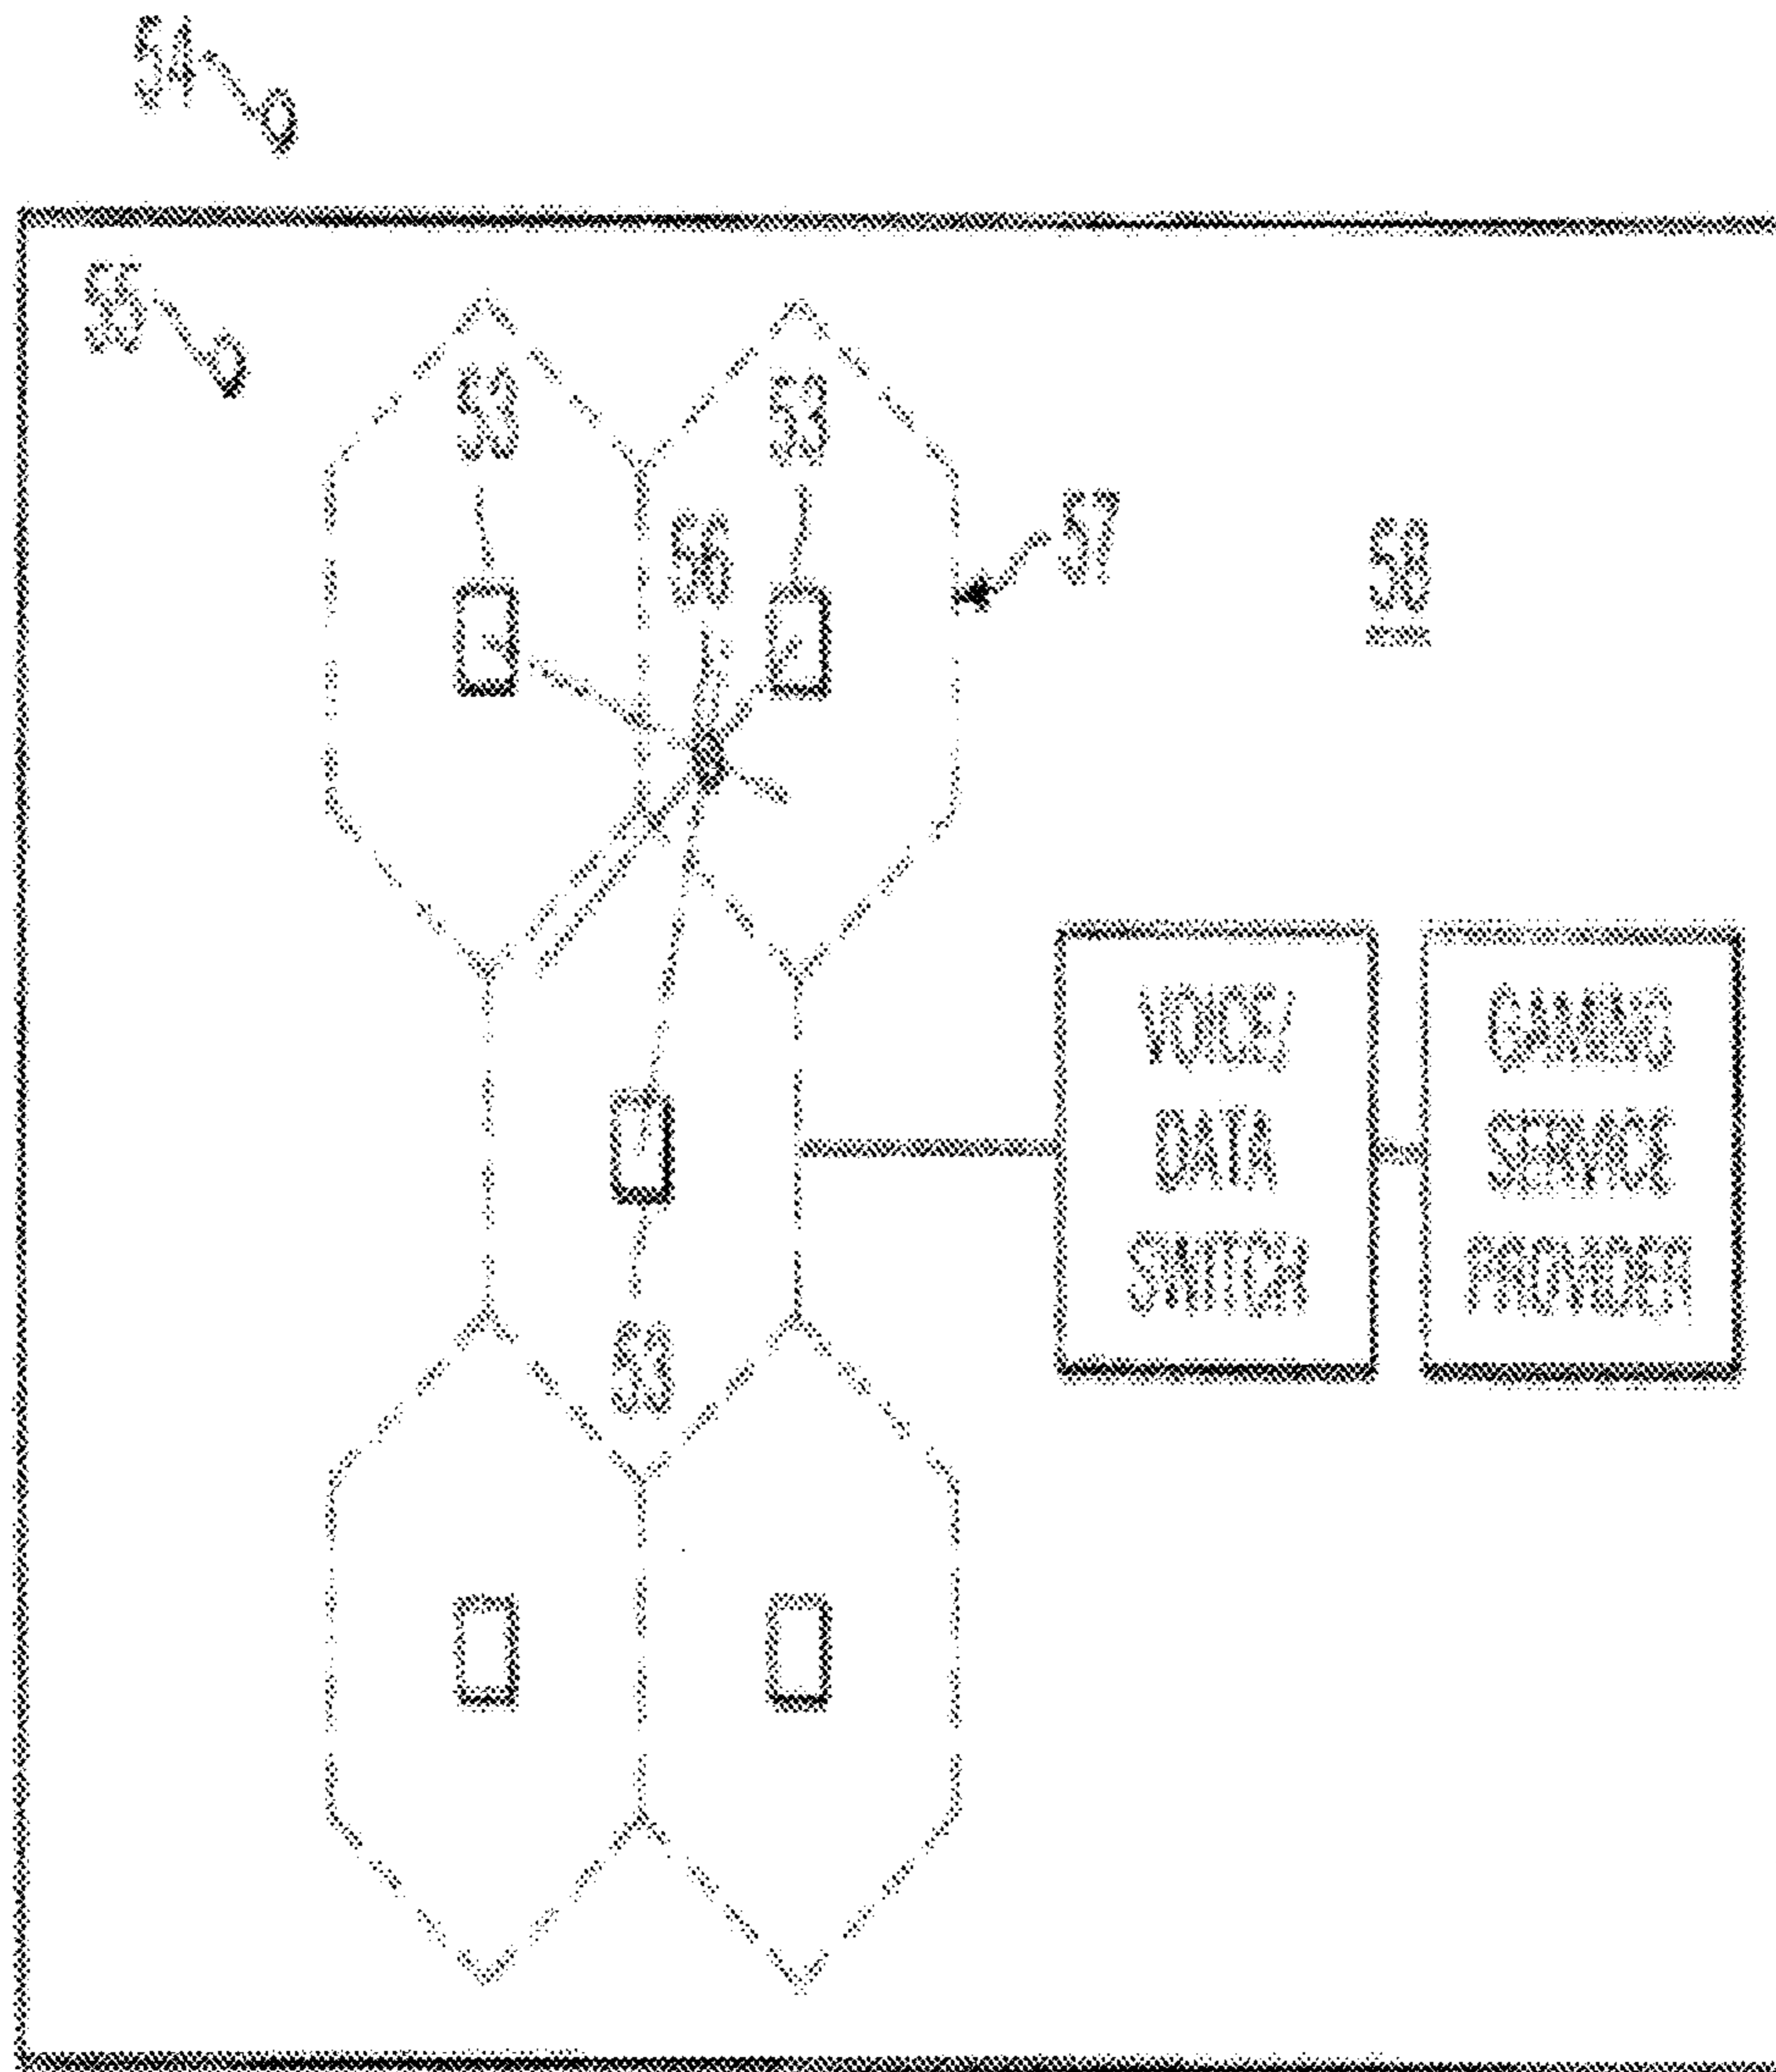 54
55
53
53
56
57
58
VOICE/
DATA
SWITCH
GAMING
SERVICE
PROVIDER
53